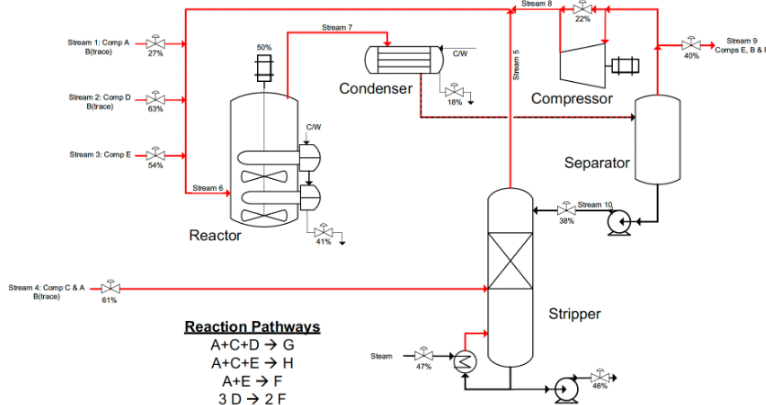 Stream 8
22%
Stream 7
Stream 1: Comp A
B(trace)
27%
50%
C/W
Stream 5
Stream 9
Comps E, B & F
40%
Condenser
18%
Compressor
Stream 2: Comp D
B(trace)
63%
C/W
Separator
Stream 3: Comp E
54%
Stream 6
Stream 10
38%
Reactor
41%
Stream 4: Comp C & A
B(trace)
61%
Stripper
Reaction Pathways
A+C+D → G
A+C+E → H
A+E → F
3 D → 2 F
Steam
47%
46%